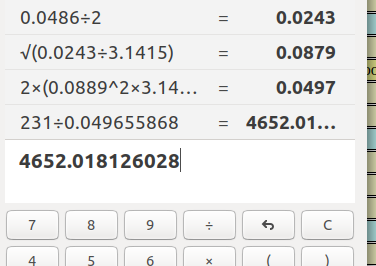 0.0486÷2 = 0.0243
√(0.0243÷3.1415) = 0.0879
2×(0.0889^2×3.14... = 0.0497
231÷0.049655868 = 4652.01...
4652.018126028
7 8 9 ÷ C
4 5 6 × ( )